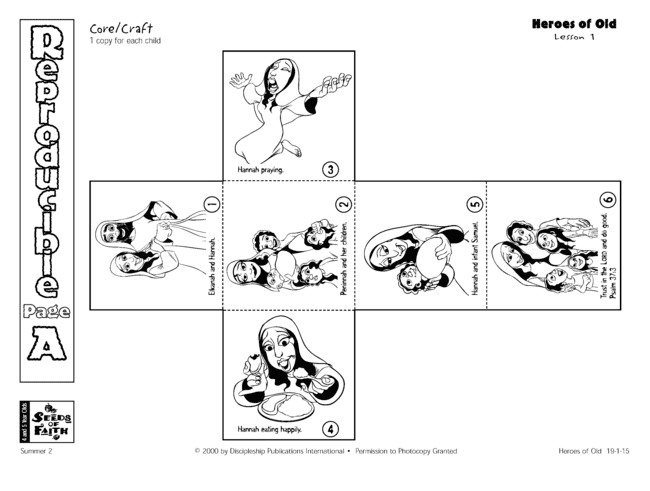 Core/Craft
1 copy for each child
Heroes of Old
Lesson 1
Reproducible
Page
A
Hannah praying.
3
1
Elkanah and Hannah.
2
Peninnah and her children.
5
Hannah and infant Samuel.
6
Trust in the LORD and do good.
Psalm 37:3
Hannah eating happily.
4
4 and 5 Year Olds
SEEDS
OF
FAITH
Summer 2
© 2000 by Discipleship Publications International • Permission to Photocopy Granted
Heroes of Old 19-1-15